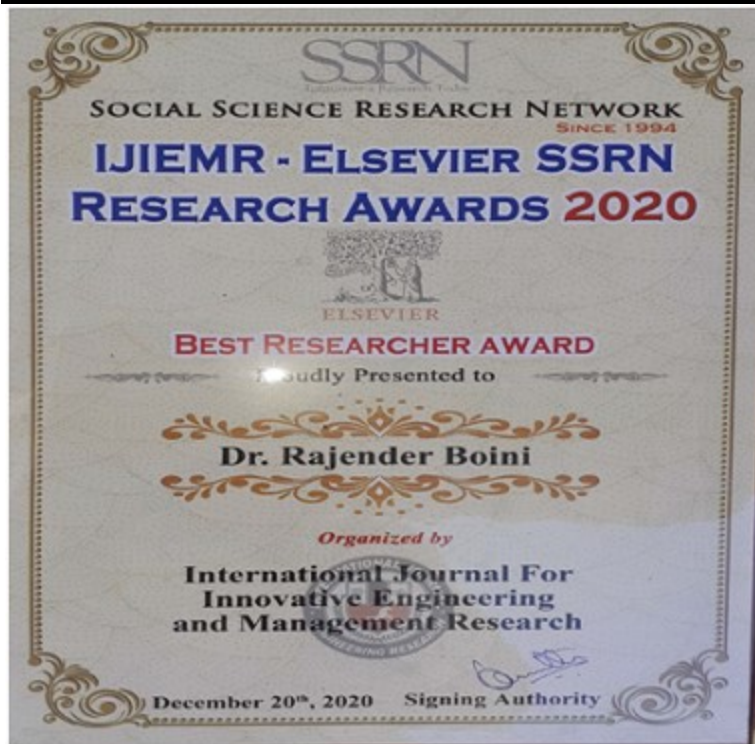 SSRN
SOCIAL SCIENCE RESEARCH NETWORK
SINCE 1994
IJIEMR - ELSEVIER SSRN
RESEARCH AWARDS 2020
ELSEVIER
BEST RESEARCHER AWARD
Proudly Presented to
Dr. Rajender Boini
Organized by
International Journal For
Innovative Engineering
and Management Research
December 20th, 2020 Signing Authority